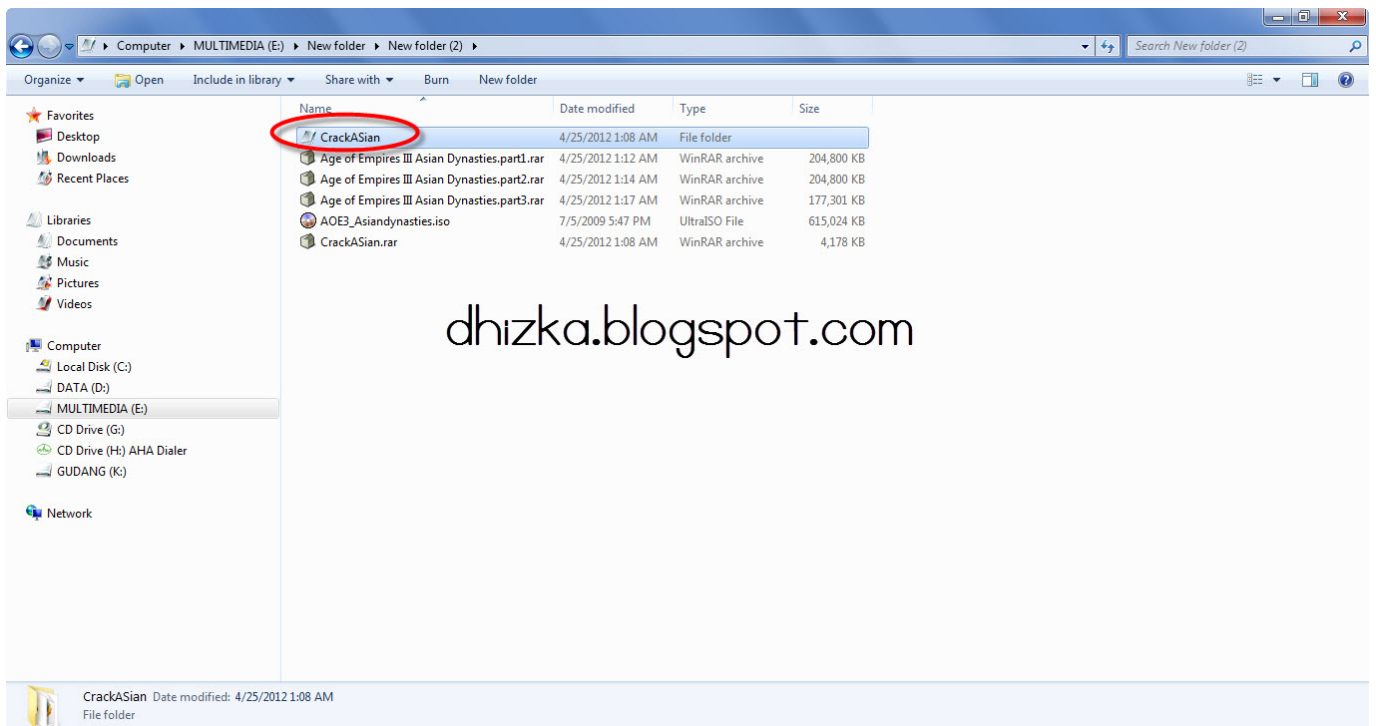 Computer ▸ MULTIMEDIA (E:) ▸ New folder ▸ New folder (2) ▸
Search New folder (2)
Organize Open Include in library Share with Burn New folder
Favorites
Desktop
Downloads
Recent Places
Libraries
Documents
Music
Pictures
Videos
Computer
Local Disk (C:)
DATA (D:)
MULTIMEDIA (E:)
CD Drive (G:)
CD Drive (H:) AHA Dialer
GUDANG (K:)
Network
Name Date modified Type Size
CrackASian 4/25/2012 1:08 AM File folder
Age of Empires III Asian Dynasties.part1.rar 4/25/2012 1:12 AM WinRAR archive 204,800 KB
Age of Empires III Asian Dynasties.part2.rar 4/25/2012 1:14 AM WinRAR archive 204,800 KB
Age of Empires III Asian Dynasties.part3.rar 4/25/2012 1:17 AM WinRAR archive 177,301 KB
AOE3_Asiandynasties.iso 7/5/2009 5:47 PM UltraISO File 615,024 KB
CrackASian.rar 4/25/2012 1:08 AM WinRAR archive 4,178 KB
dhizka.blogspot.com
CrackASian Date modified: 4/25/2012 1:08 AM
File folder